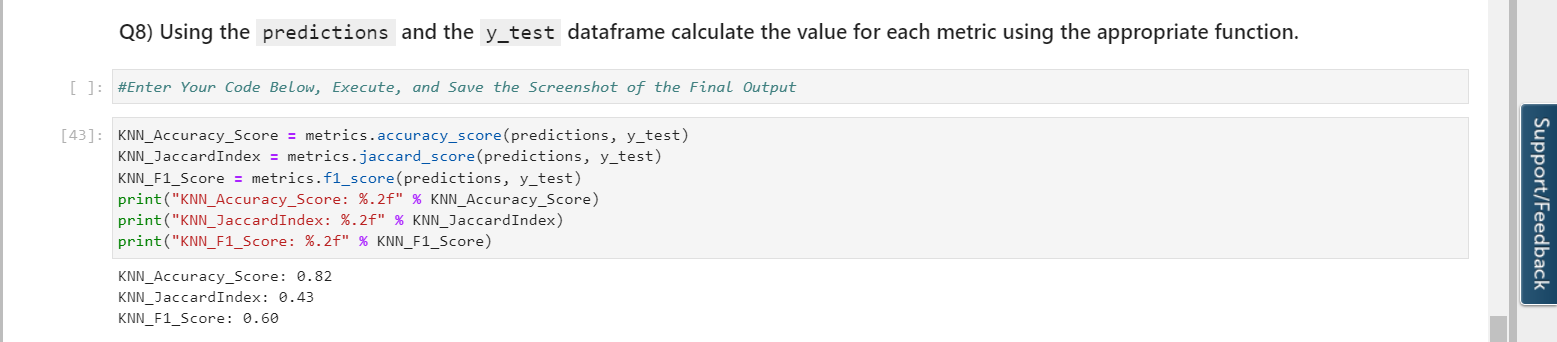 Q8) Using the predictions and the y_test dataframe calculate the value for each metric using the appropriate function.
[ ]: #Enter Your Code Below, Execute, and Save the Screenshot of the Final Output
[43]: KNN_Accuracy_Score = metrics.accuracy_score(predictions, y_test)
KNN_JaccardIndex = metrics.jaccard_score(predictions, y_test)
KNN_F1_Score = metrics.f1_score(predictions, y_test)
print("KNN_Accuracy_Score: %.2f" % KNN_Accuracy_Score)
print("KNN_JaccardIndex: %.2f" % KNN_JaccardIndex)
print("KNN_F1_Score: %.2f" % KNN_F1_Score)
KNN_Accuracy_Score: 0.82
KNN_JaccardIndex: 0.43
KNN_F1_Score: 0.60
Support/Feedback